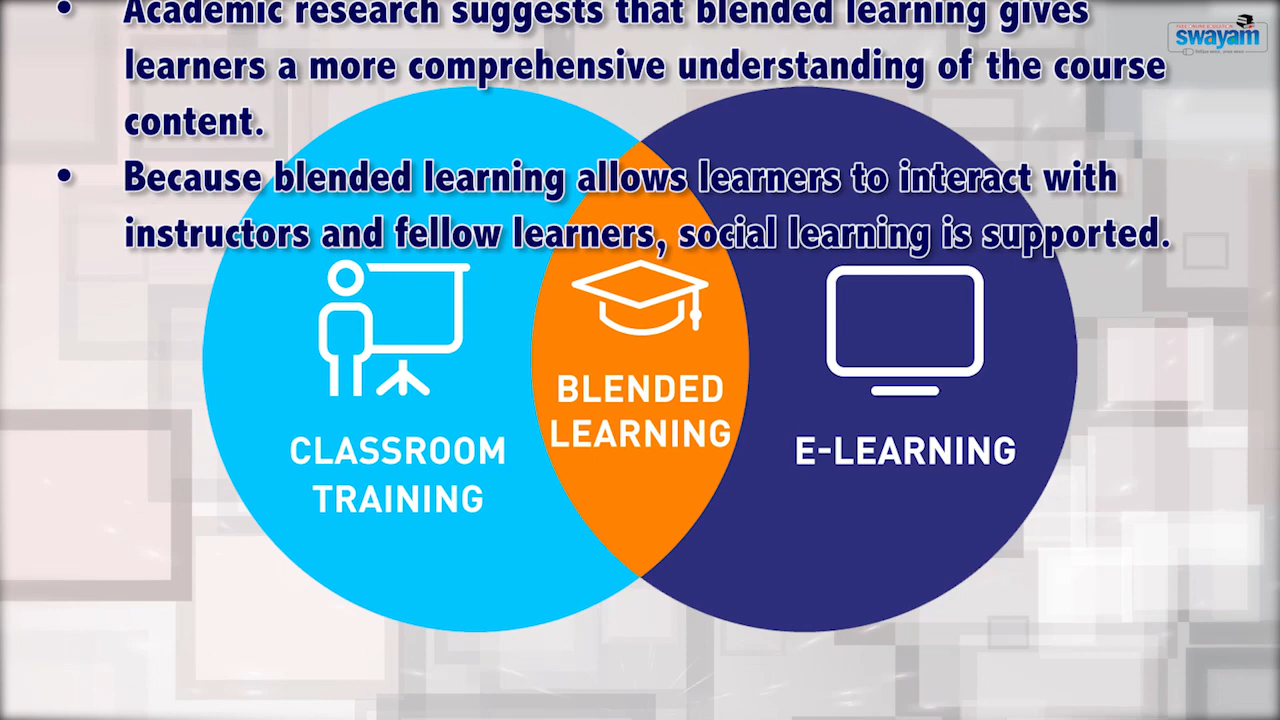 • Academic research suggests that blended learning gives
learners a more comprehensive understanding of the course
content.
• Because blended learning allows learners to interact with
instructors and fellow learners, social learning is supported.
CLASSROOM
TRAINING
BLENDED
LEARNING
E-LEARNING
swayam